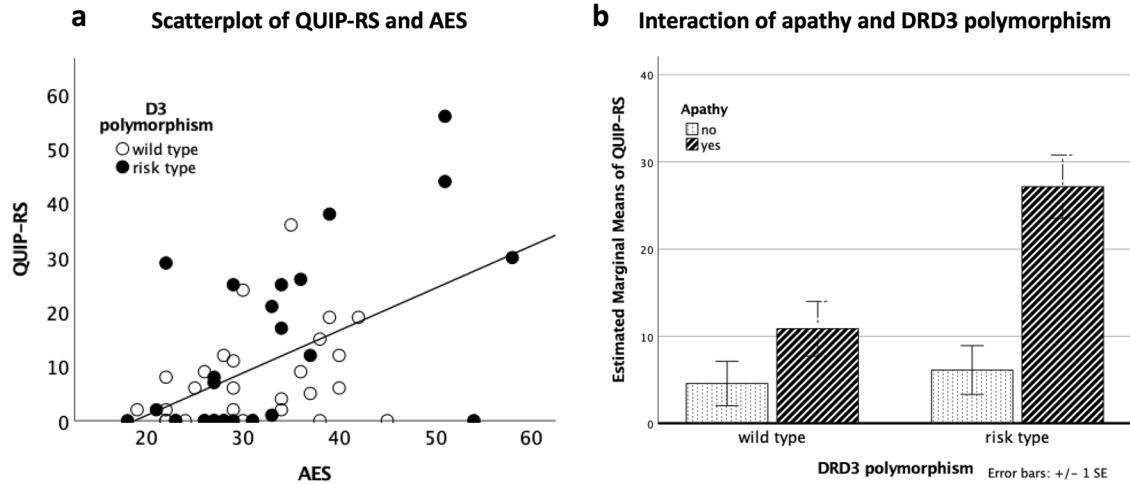 a
Scatterplot of QUIP-RS and AES
QUIP–RS
60
50
40
30
20
10
0
D3
polymorphism
wild type
risk type
20
30
40
50
60
AES
b
Interaction of apathy and DRD3 polymorphism
Estimated Marginal Means of QUIP–RS
40
30
20
10
0
Apathy
no
yes
wild type
risk type
DRD3 polymorphism
Error bars: +/– 1 SE